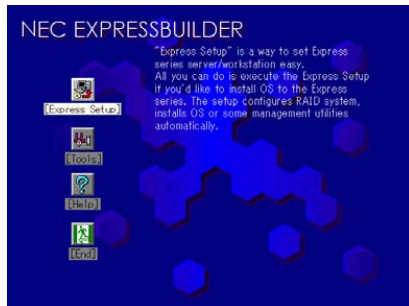 NEC EXPRESSBUILDER
"Express Setup" is a way to set Express
series server/workstation easy.
All you can do is execute the Express Setup
if you'd like to install OS to the Express
series. The setup configures RAID system,
installs OS or some management utilities
automatically.
[Express Setup]
[Tools]
[Help]
[End]